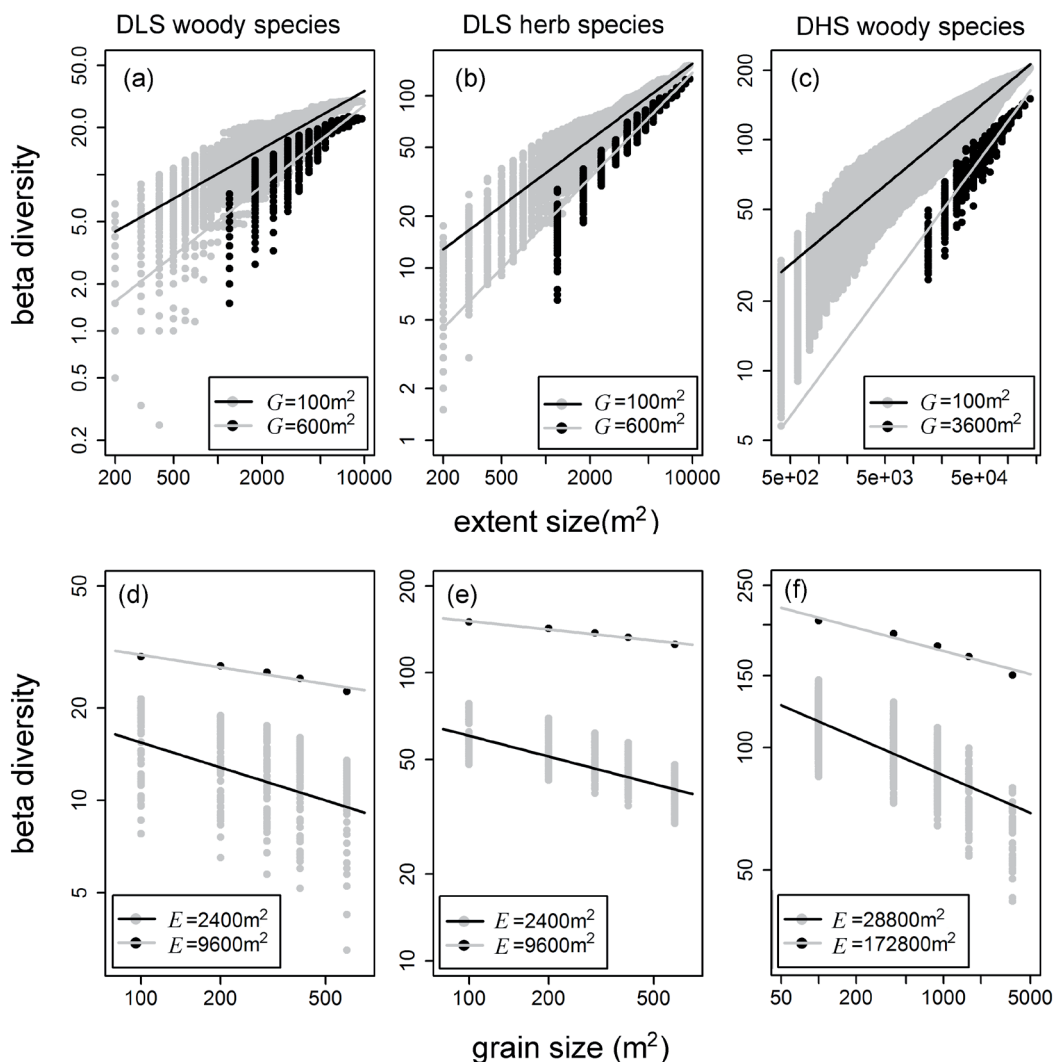 DLS woody species
DLS herb species
DHS woody species
beta diversity
(a)
50.0
20.0
5.0
2.0
1.0
0.5
0.2
G=100m²
G=600m²
200
500
2000
10000
(b)
100
50
20
10
5
2
1
G=100m²
G=600m²
200
500
2000
10000
(c)
200
100
50
20
10
5
G=100m²
G=3600m²
5e+02
5e+03
5e+04
extent size(m²)
beta diversity
(d)
50
20
10
5
E=2400m²
E=9600m²
100
200
500
(e)
200
100
50
20
10
E=2400m²
E=9600m²
100
200
500
(f)
250
150
100
50
E=28800m²
E=172800m²
50
200
1000
5000
grain size (m²)